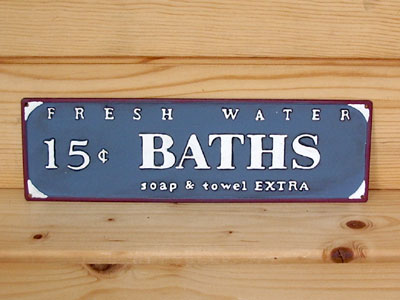 FRESH WATER
15¢ BATHS
soap & towel EXTRA